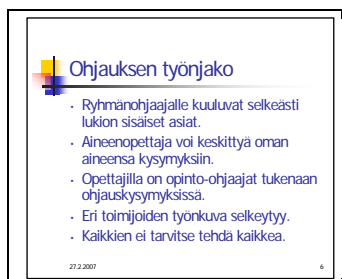 Ohjauksen työnjako
• Ryhmänohjaajalle kuuluvat selkeästi
lukion sisäiset asiat.
• Aineenopettaja voi keskittyä oman
aineensa kysymyksiin.
• Opettajilla on opinto-ohjaajat tukenaan
ohjauskysymyksissä.
• Eri toimijoiden työnkuva selkeytyy.
• Kaikkien ei tarvitse tehdä kaikkea.
27.2.2007 6